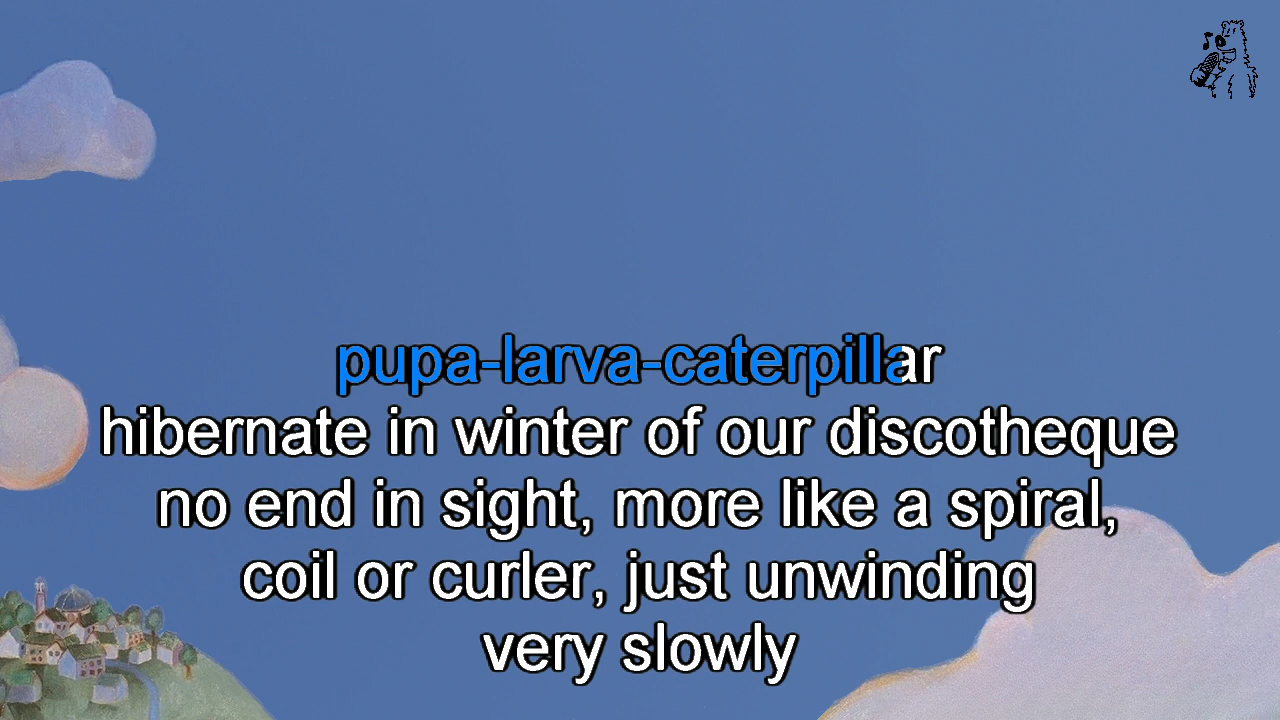 pupa-larva-caterpillar
hibernate in winter of our discotheque
no end in sight, more like a spiral,
coil or curler, just unwinding
very slowly